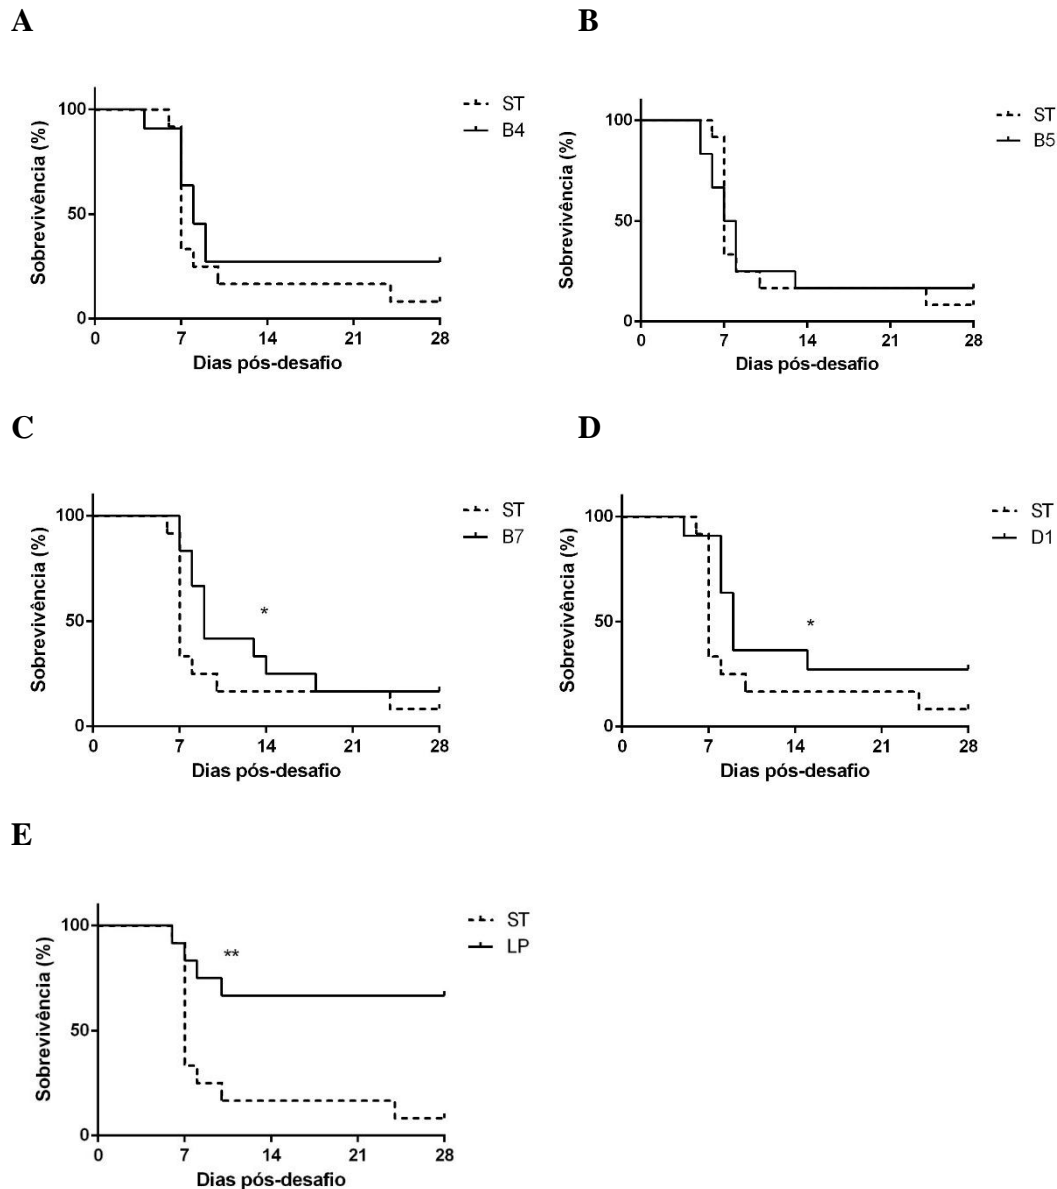 A
Sobrevivência (%)
100
50
0
0 7 14 21 28
Dias pós-desafio
ST
B4
B
Sobrevivência (%)
100
50
0
0 7 14 21 28
Dias pós-desafio
ST
B5
C
Sobrevivência (%)
100
50
0
0 7 14 21 28
Dias pós-desafio
*
ST
B7
D
Sobrevivência (%)
100
50
0
0 7 14 21 28
Dias pós-desafio
*
ST
D1
E
Sobrevivência (%)
100
50
0
0 7 14 21 28
Dias pós-desafio
**
ST
LP